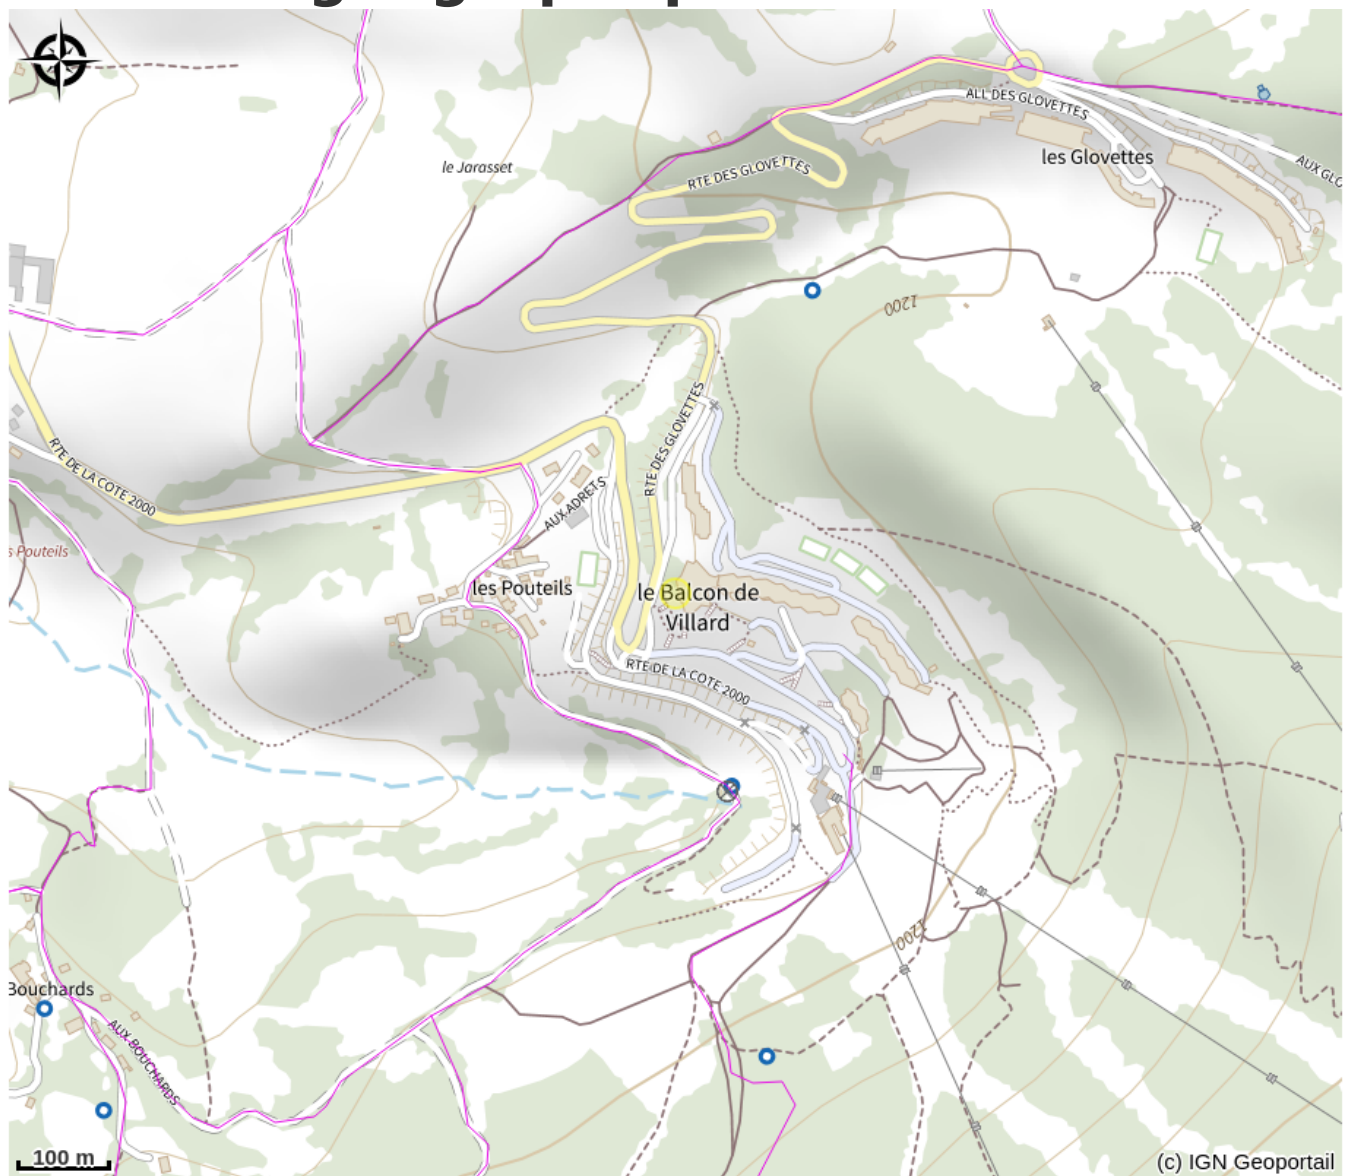 ALL DES GLOVETTES
les Glovettes
AUX GLO
le Jarasset
RTE DES GLOVETTES
1200
RTE DES GLOVETTES
RTE DE LA COTE 2000
AUX ADRETS
s Pouteils
les Pouteils
le Balcon de
Villard
RTE DE LA COTE 2000
1200
Bouchards
AUX BOUCHARDS
100 m
(c) IGN Geoportail